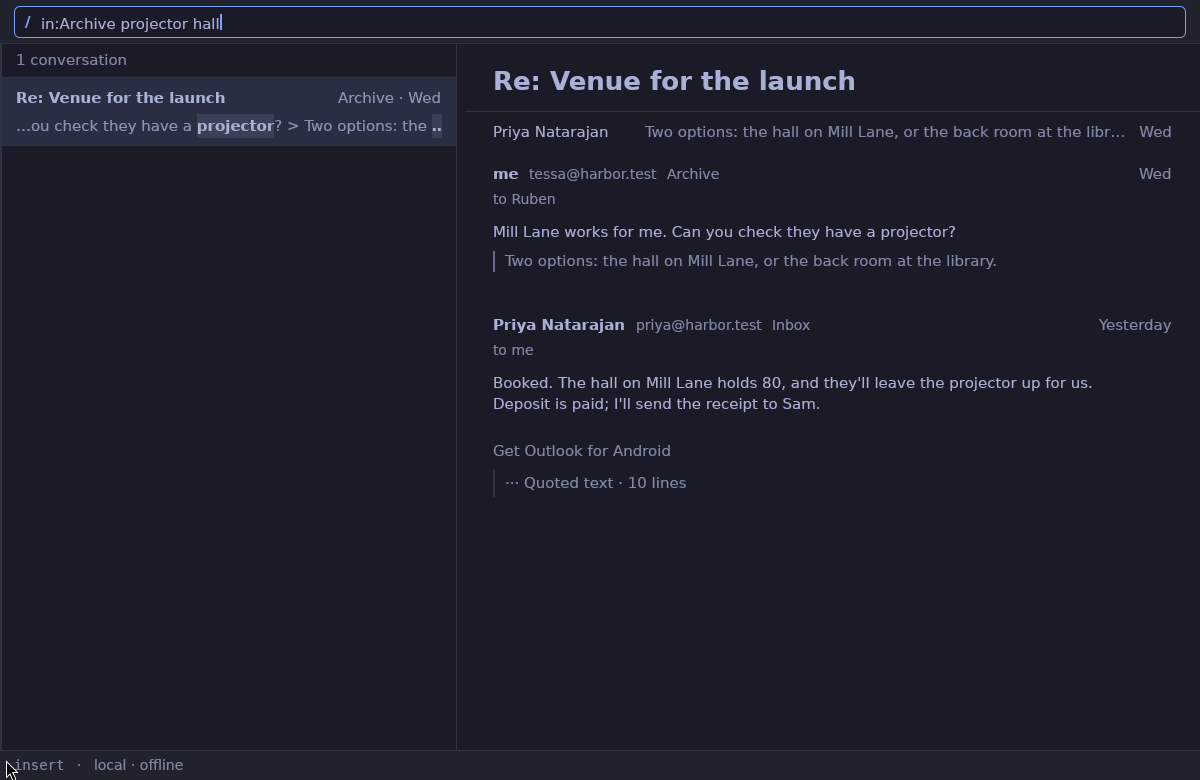 / in:Archive projector hall
1 conversation
Re: Venue for the launch Archive · Wed
…ou check they have a projector? > Two options: the ..
Re: Venue for the launch
Priya Natarajan Two options: the hall on Mill Lane, or the back room at the libr… Wed
me tessa@harbor.test Archive Wed
to Ruben
Mill Lane works for me. Can you check they have a projector?
Two options: the hall on Mill Lane, or the back room at the library.
Priya Natarajan priya@harbor.test Inbox Yesterday
to me
Booked. The hall on Mill Lane holds 80, and they'll leave the projector up for us.
Deposit is paid; I'll send the receipt to Sam.
Get Outlook for Android
··· Quoted text · 10 lines
insert · local · offline